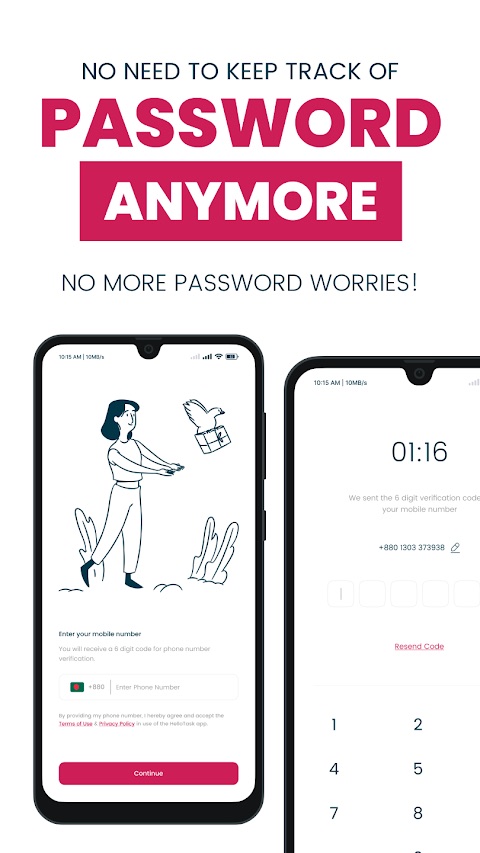 NO NEED TO KEEP TRACK OF
PASSWORD
ANYMORE
NO MORE PASSWORD WORRIES!
10:15 AM | 10MB/s
Enter your mobile number
You will receive a 6 digit code for phone number
verification.
+880 Enter Phone Number
By providing my phone number, I hereby agree and accept the
Terms of Use & Privacy Policy in use of the HelloTask app.
Continue
10:15 AM | 10MB/s
01:16
We sent the 6 digit verification code
your mobile number
+880 1303 373938
Resend Code
1 2
4 5
7 8